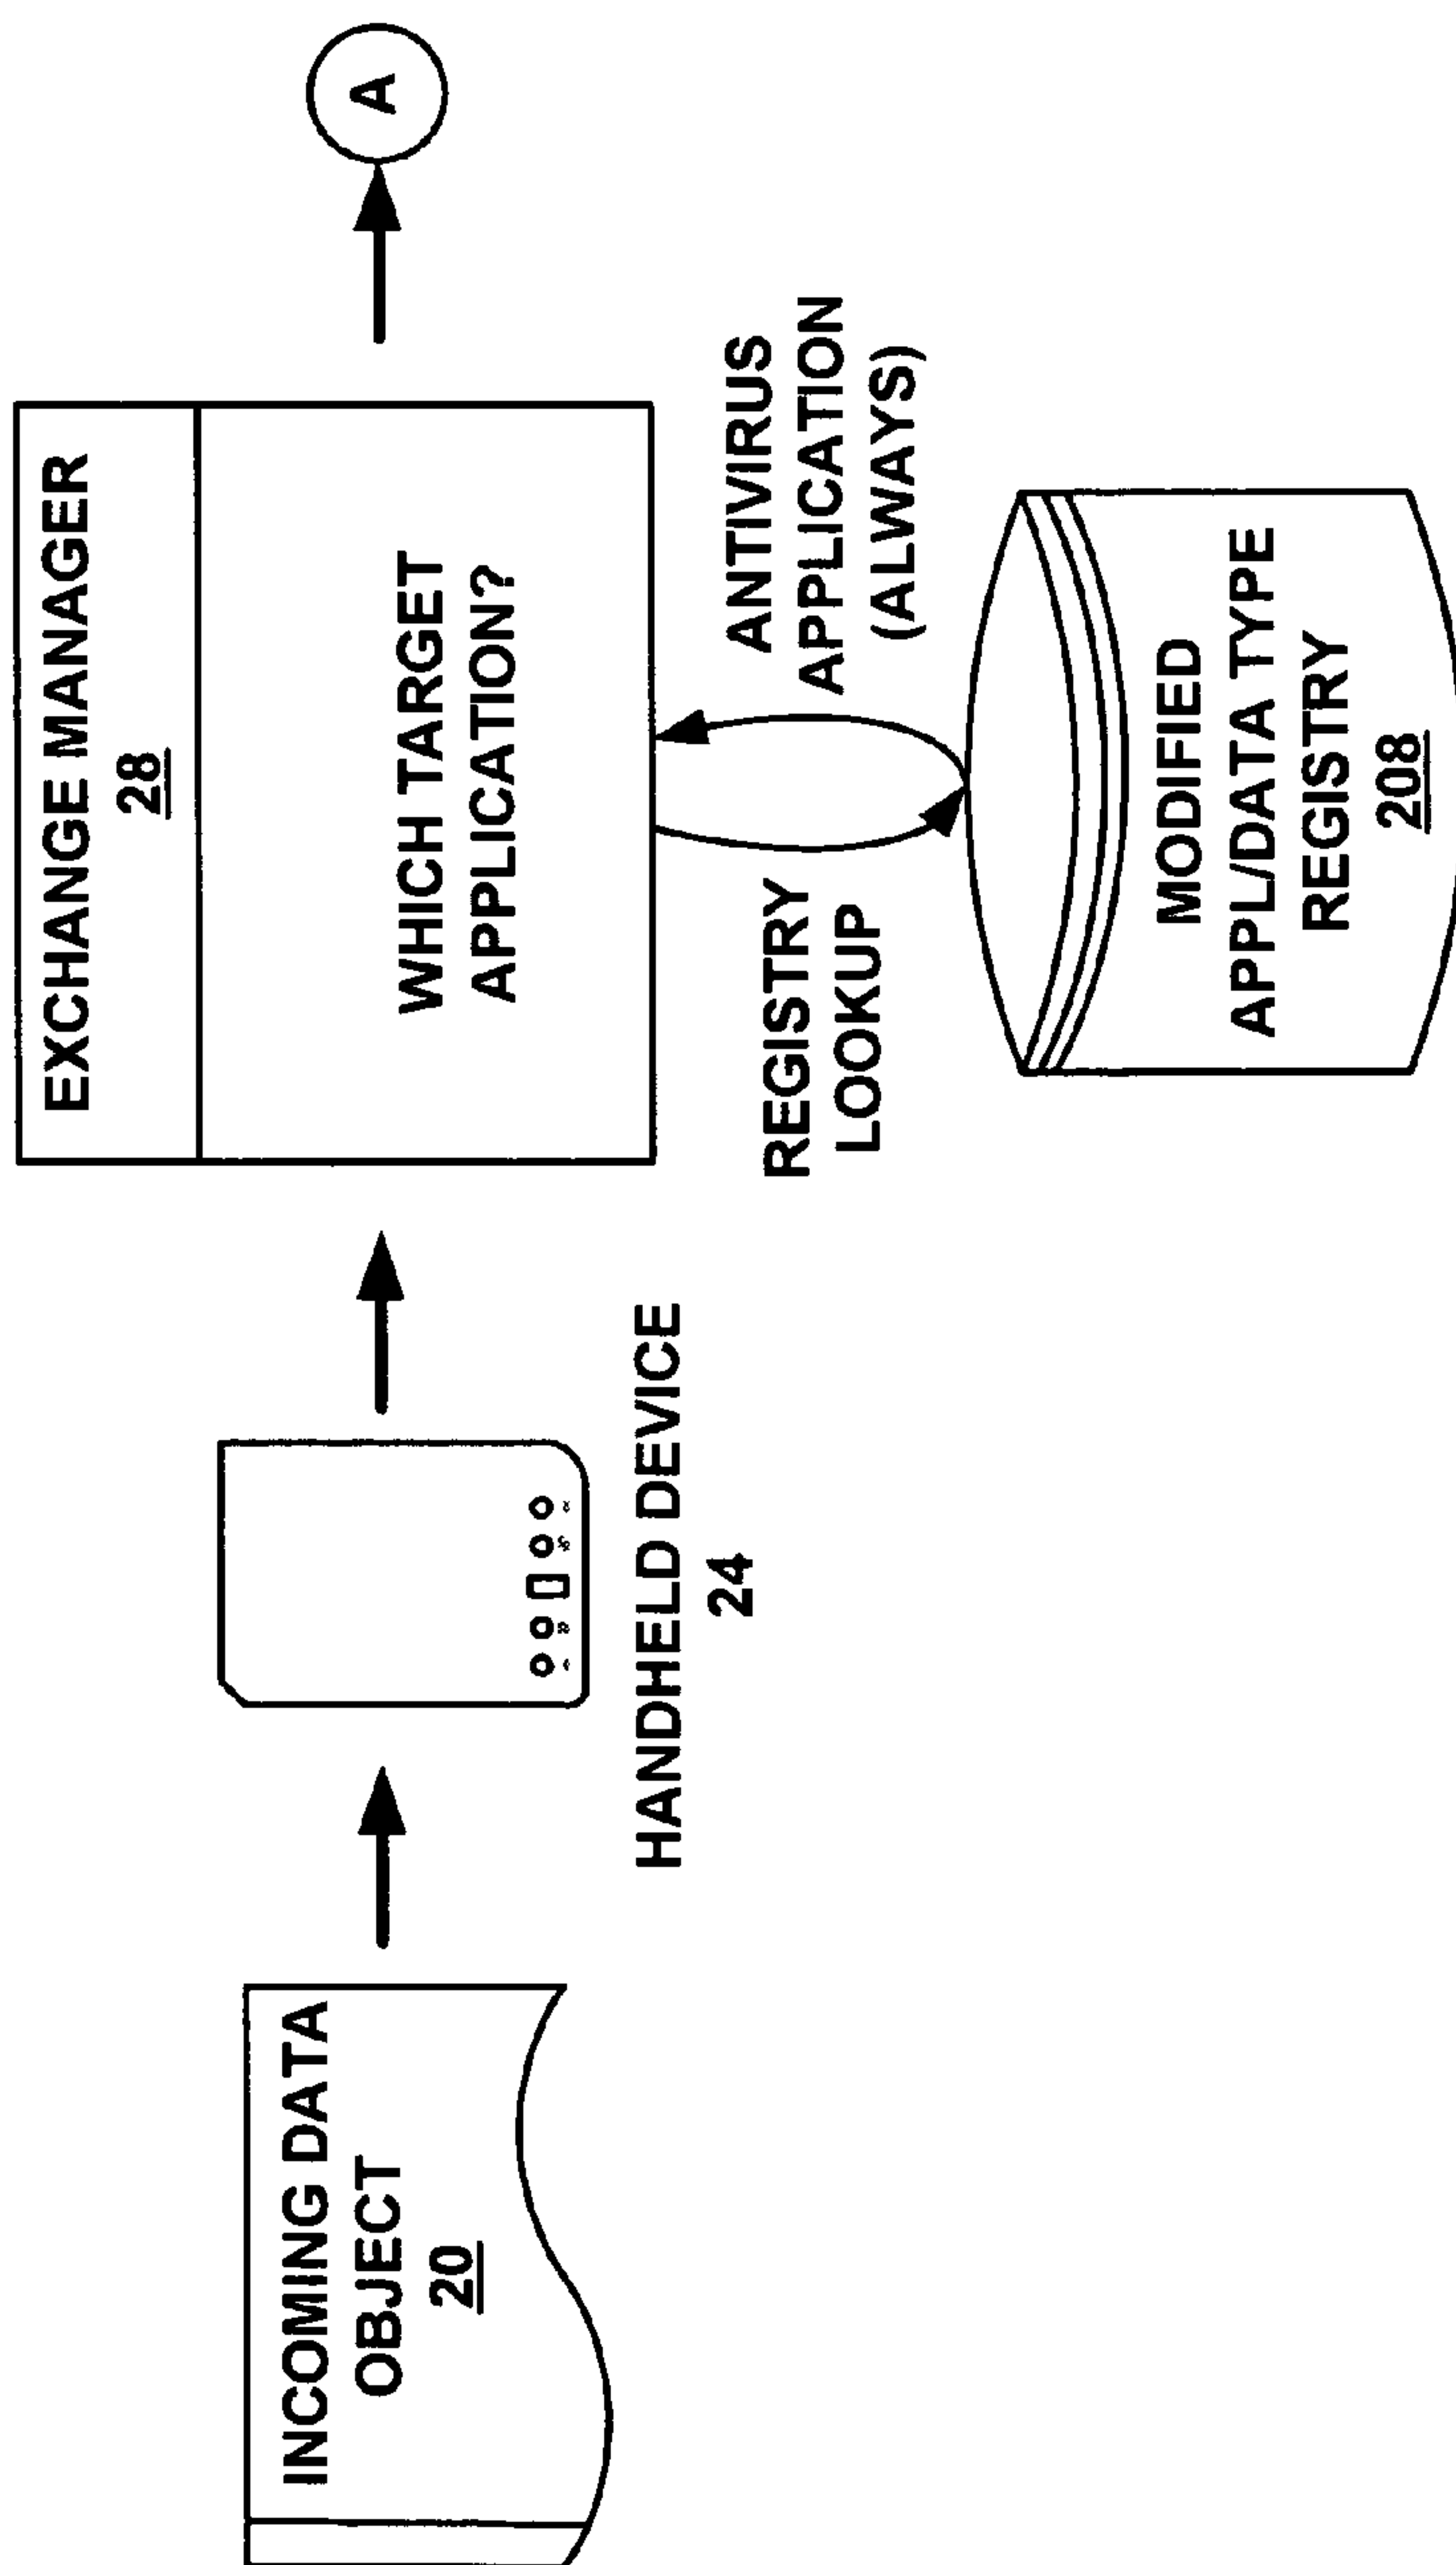 INCOMING DATA
OBJECT
20
HANDHELD DEVICE
24
EXCHANGE MANAGER
28
WHICH TARGET
APPLICATION?
REGISTRY
LOOKUP
ANTIVIRUS
APPLICATION
(ALWAYS)
MODIFIED
APPL/DATA TYPE
REGISTRY
208
A